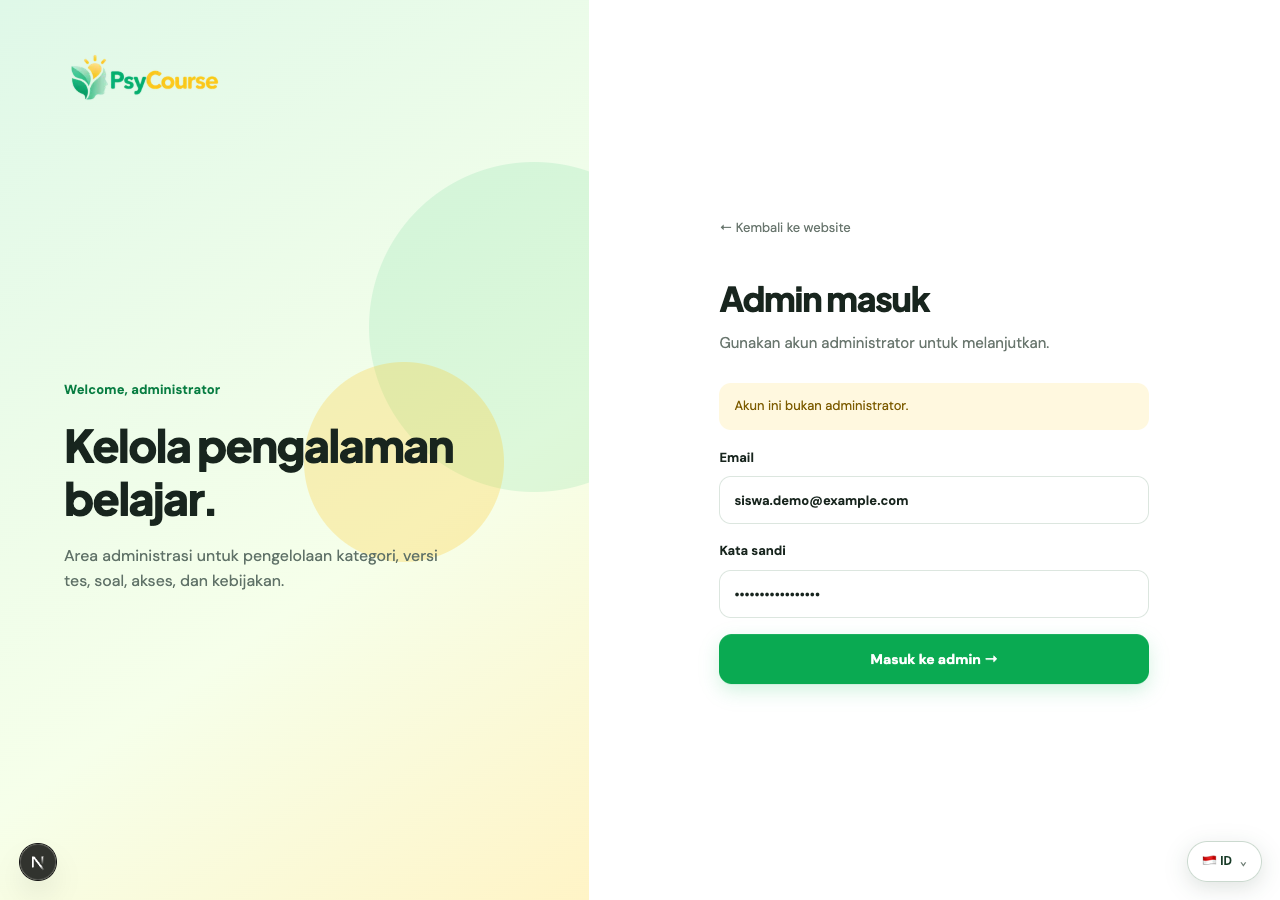 PsyCourse
Welcome, administrator
Kelola pengalaman
belajar.
Area administrasi untuk pengelolaan kategori, versi
tes, soal, akses, dan kebijakan.
← Kembali ke website
Admin masuk
Gunakan akun administrator untuk melanjutkan.
Akun ini bukan administrator.
Email
siswa.demo@example.com
Kata sandi
•••••••••••••••••
Masuk ke admin →
N
🇮🇩 ID